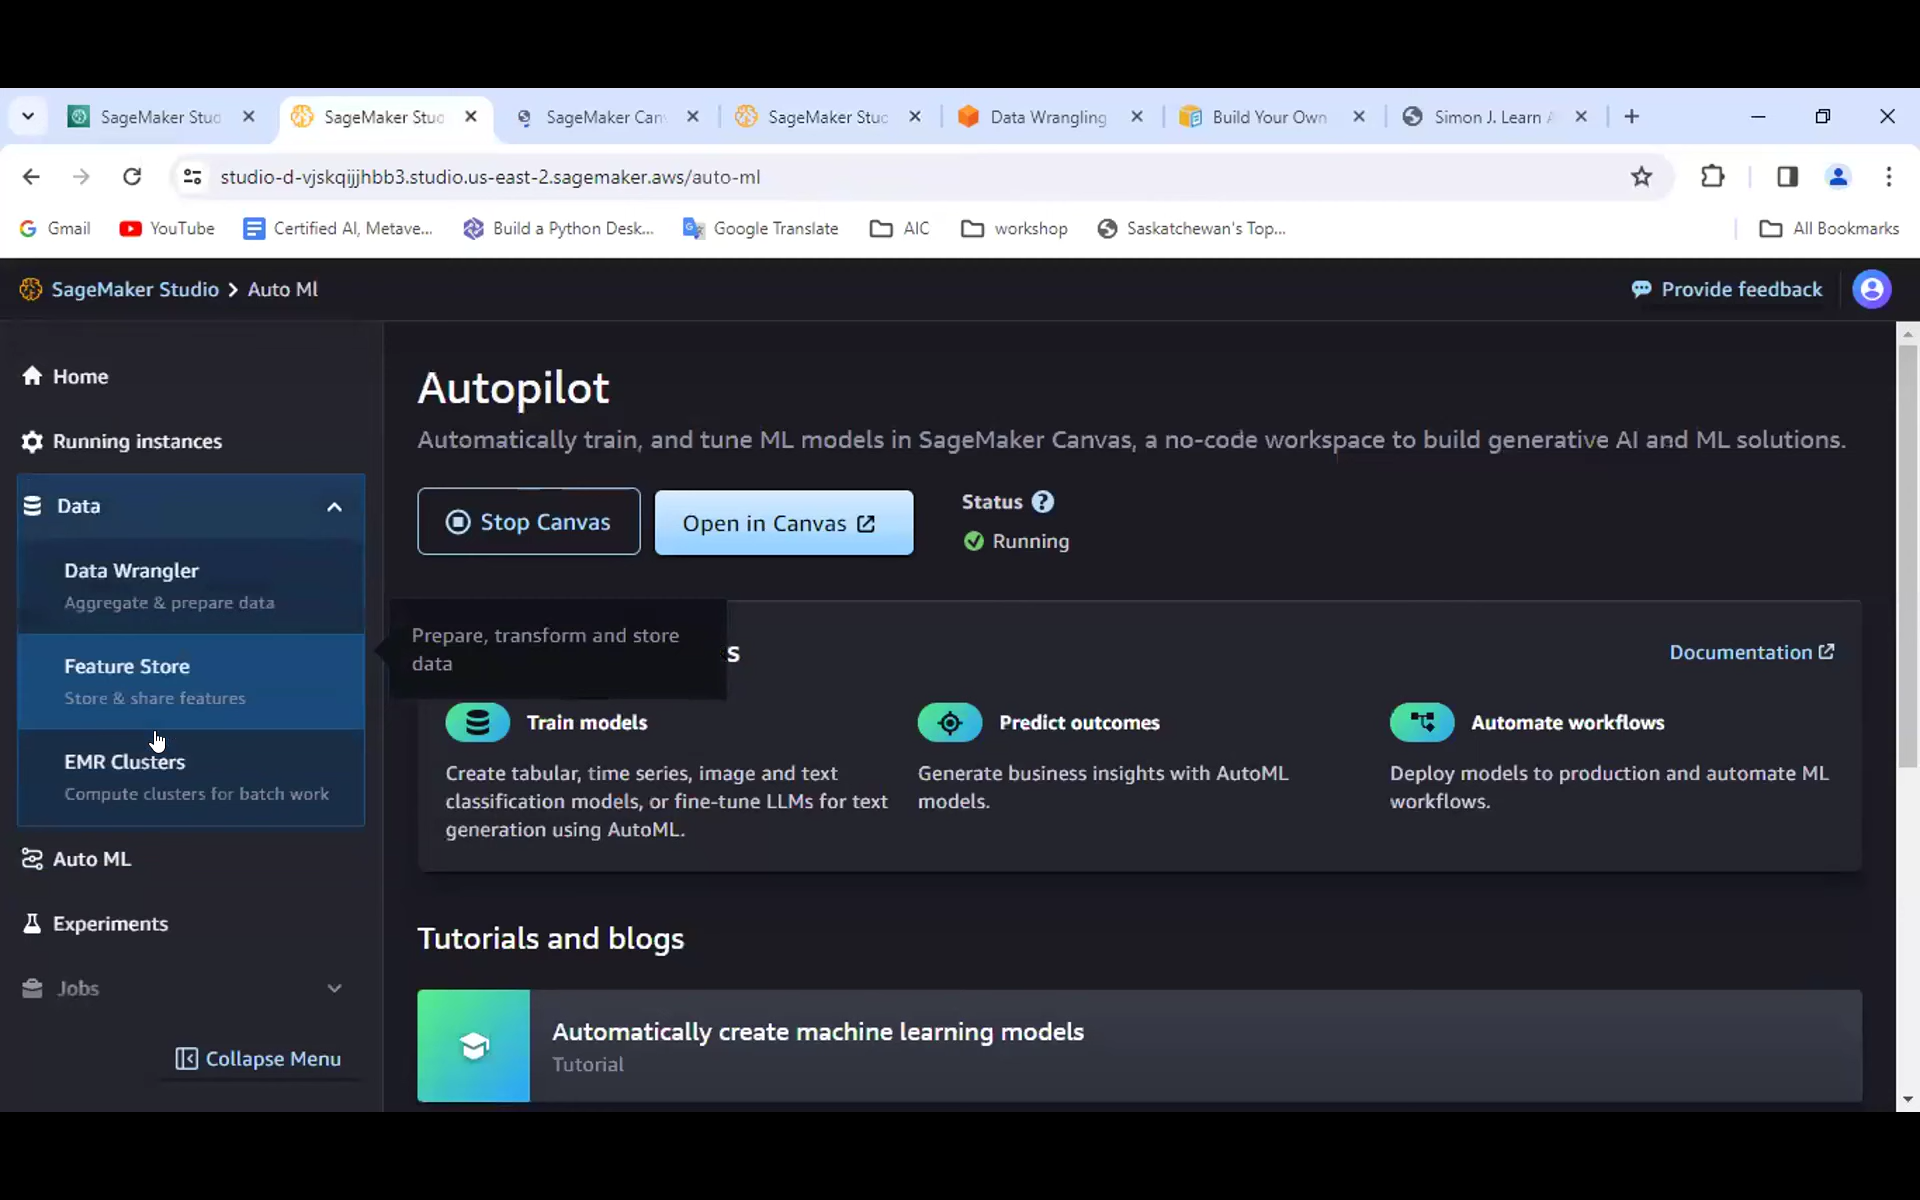 SageMaker Stud
SageMaker Stud
SageMaker Can
SageMaker Stud
Data Wrangling
Build Your Own
Simon J. Learn A
studio-d-vjskqijjhbb3.studio.us-east-2.sagemaker.aws/auto-ml
Gmail
YouTube
Certified AI, Metave...
Build a Python Desk...
Google Translate
AIC
workshop
Saskatchewan's Top...
All Bookmarks
SageMaker Studio > Auto Ml
Provide feedback
Home
Running instances
Data
Data Wrangler
Aggregate & prepare data
Feature Store
Store & share features
EMR Clusters
Compute clusters for batch work
Auto ML
Experiments
Jobs
Collapse Menu
Autopilot
Automatically train, and tune ML models in SageMaker Canvas, a no-code workspace to build generative AI and ML solutions.
Stop Canvas
Open in Canvas
Status
Running
Prepare, transform and store
data
s
Documentation
Train models
Create tabular, time series, image and text
classification models, or fine-tune LLMs for text
generation using AutoML.
Predict outcomes
Generate business insights with AutoML
models.
Automate workflows
Deploy models to production and automate ML
workflows.
Tutorials and blogs
Automatically create machine learning models
Tutorial